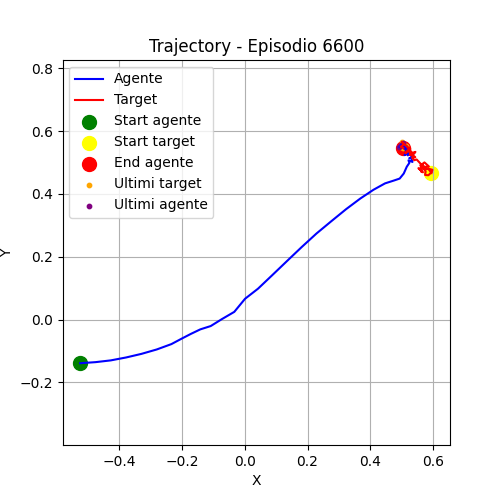 Trajectory - Episodio 6600
Agente
Target
Start agente
Start target
End agente
Ultimi target
Ultimi agente
Y
0.8
0.6
0.4
0.2
0.0
−0.2
−0.4
−0.2
0.0
0.2
0.4
0.6
X